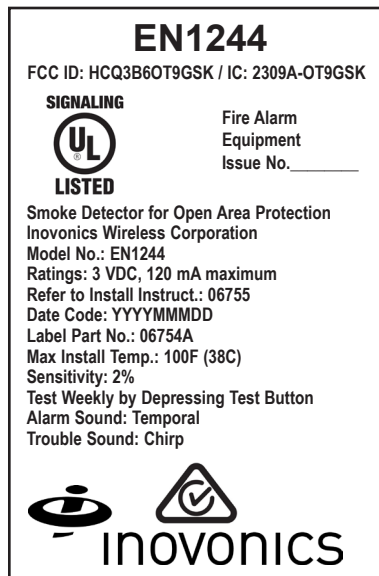 EN1244
FCC ID: HCQ3B6OT9GSK / IC: 2309A-OT9GSK
SIGNALING
UL
®
LISTED
Fire Alarm
Equipment
Issue No.________
Smoke Detector for Open Area Protection
Inovonics Wireless Corporation
Model No.: EN1244
Ratings: 3 VDC, 120 mA maximum
Refer to Install Instruct.: 06755
Date Code: YYYYMMMDD
Label Part No.: 06754A
Max Install Temp.: 100F (38C)
Sensitivity: 2%
Test Weekly by Depressing Test Button
Alarm Sound: Temporal
Trouble Sound: Chirp
INOVONICS